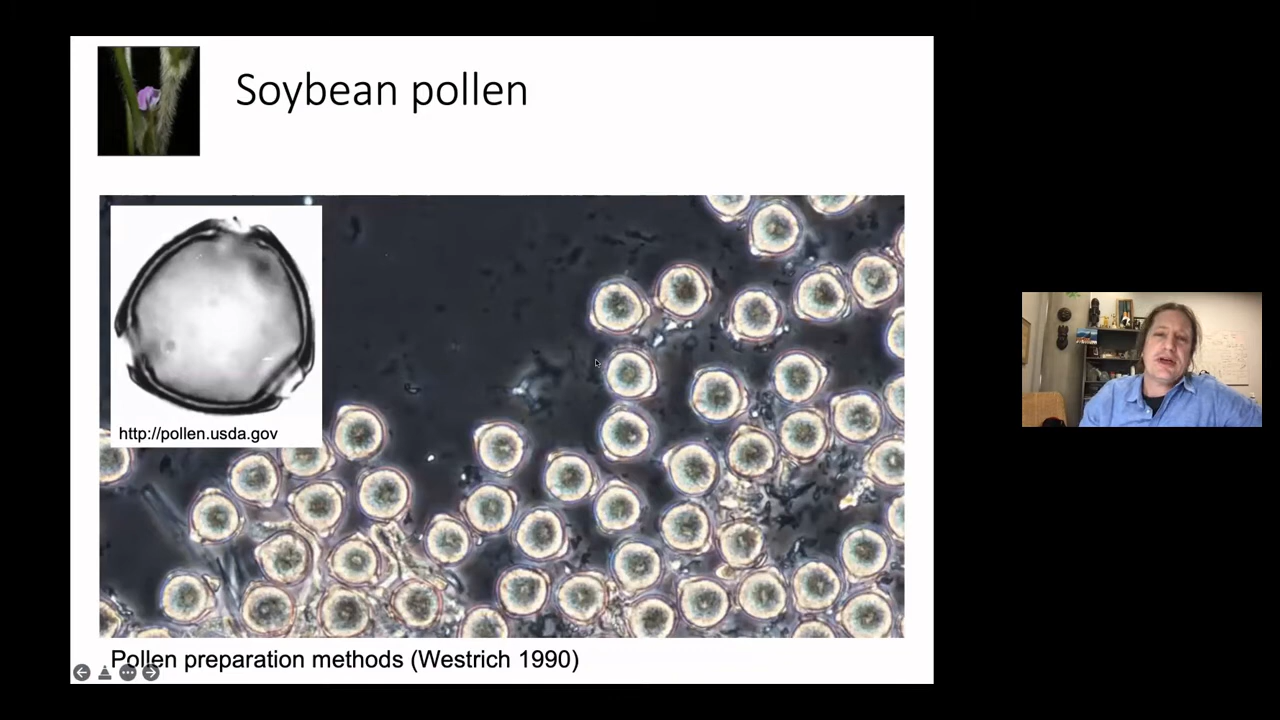 Soybean pollen
http://pollen.usda.gov
Pollen preparation methods (Westrich 1990)